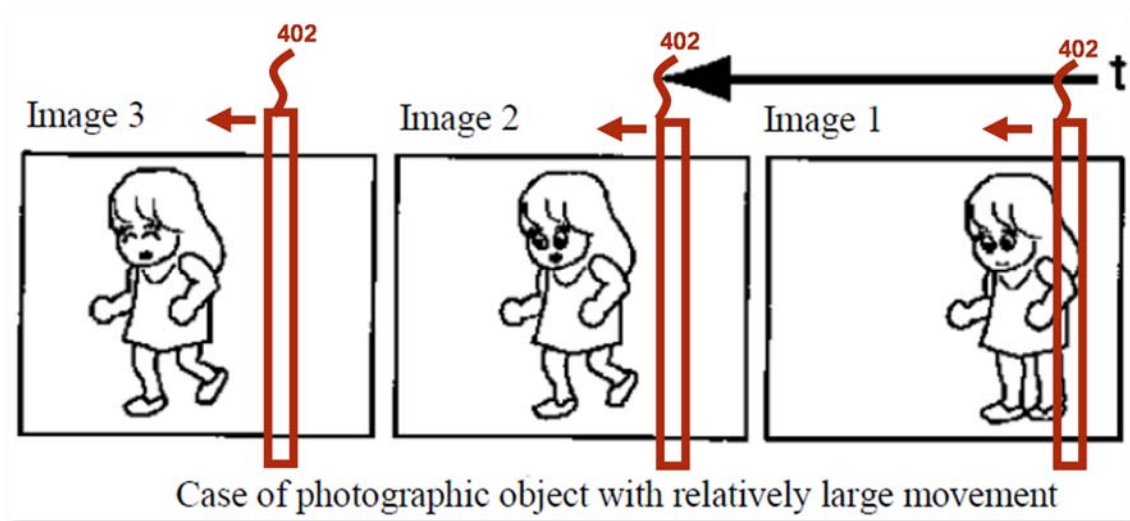 402
402
402
t
Image 3
Image 2
Image 1
Case of photographic object with relatively large movement